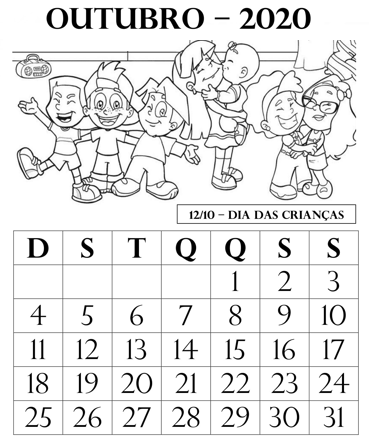 OUTUBRO – 2020
12/10 – DIA DAS CRIANÇAS
D S T Q Q S S
1 2 3
4 5 6 7 8 9 10
11 12 13 14 15 16 17
18 19 20 21 22 23 24
25 26 27 28 29 30 31